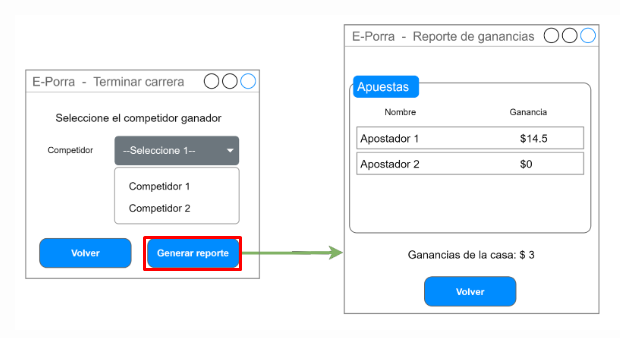 E-Porra - Terminar carrera
Seleccione el competidor ganador
Competidor
--Seleccione 1--
Competidor 1
Competidor 2
Volver
Generar reporte
E-Porra - Reporte de ganancias
Apuestas
Nombre Ganancia
Apostador 1 $14.5
Apostador 2 $0
Ganancias de la casa: $ 3
Volver